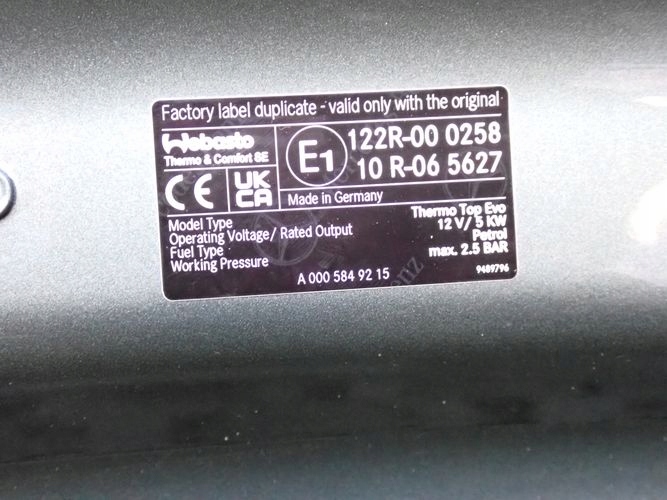 Factory label duplicate - valid only with the original
Webasto
Thermo & Comfort SE
E1
122R-00 0258
10 R-06 5627
CE
UK
CA
Made in Germany
Model Type Thermo Top Evo
Operating Voltage/ Rated Output 12 V/ 5 KW
Fuel Type Petrol
Working Pressure max. 2.5 BAR
A 000 584 92 15
9489796